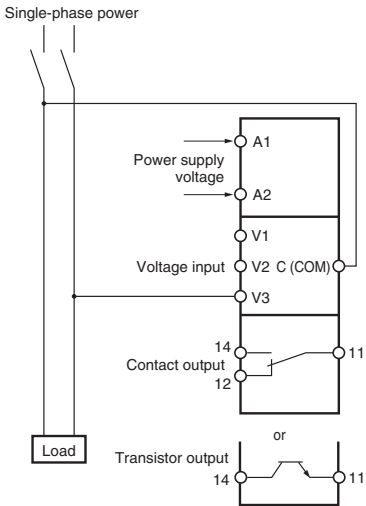 Single-phase power
A1
Power supply
voltage
A2
V1
Voltage input
V2 C (COM)
V3
14
11
Contact output
12
or
Load
Transistor output
14
11